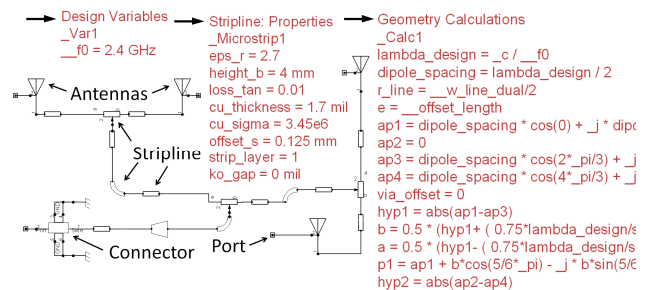 Design Variables
_Var1
__f0 = 2.4 GHz
Stripline: Properties
_Microstrip1
eps_r = 2.7
height_b = 4 mm
loss_tan = 0.01
cu_thickness = 1.7 mil
cu_sigma = 3.45e6
offset_s = 0.125 mm
strip_layer = 1
ko_gap = 0 mil
Geometry Calculations
_Calc1
lambda_design = _c / __f0
dipole_spacing = lambda_design / 2
r_line = __w_line_dual/2
e = __offset_length
ap1 = dipole_spacing * cos(0) + _j * dipo
ap2 = 0
ap3 = dipole_spacing * cos(2*_pi/3) + _j
ap4 = dipole_spacing * cos(4*_pi/3) + _j
via_offset = 0
hyp1 = abs(ap1-ap3)
b = 0.5 * (hyp1+ ( 0.75*lambda_design/s
a = 0.5 * (hyp1- ( 0.75*lambda_design/s
p1 = ap1 + b*cos(5/6*_pi) - _j * b*sin(5/6
hyp2 = abs(ap2-ap4)
Antennas
Stripline
Connector
Port